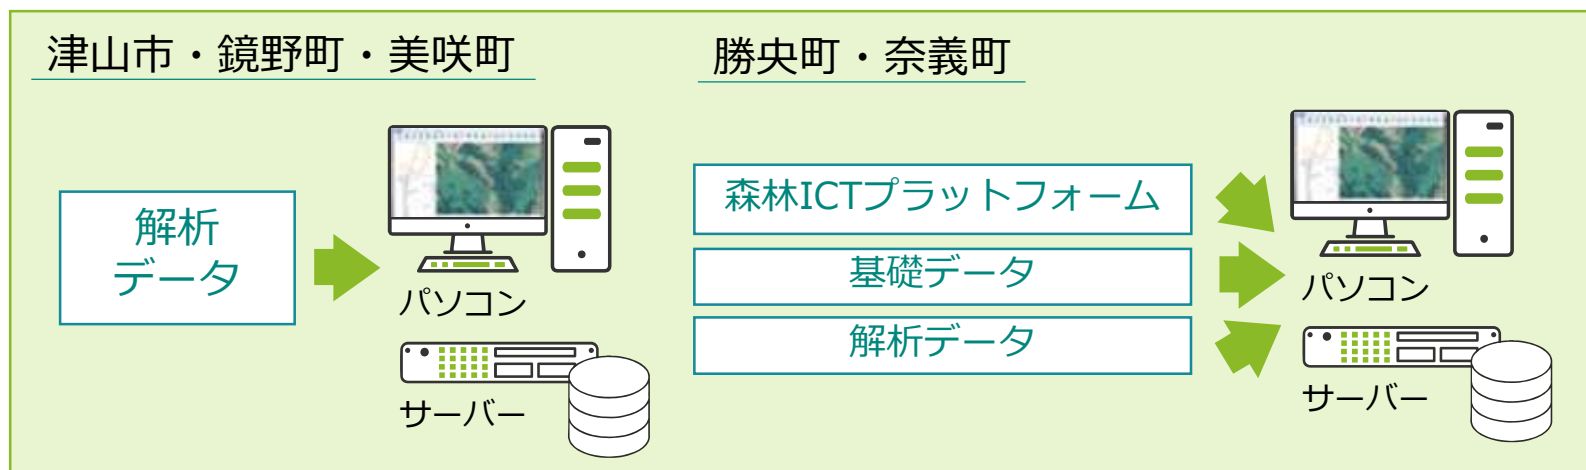 津山市・鏡野町・美咲町
解析
データ
パソコン
サーバー
勝央町・奈義町
森林ICTプラットフォーム
基礎データ
解析データ
パソコン
サーバー